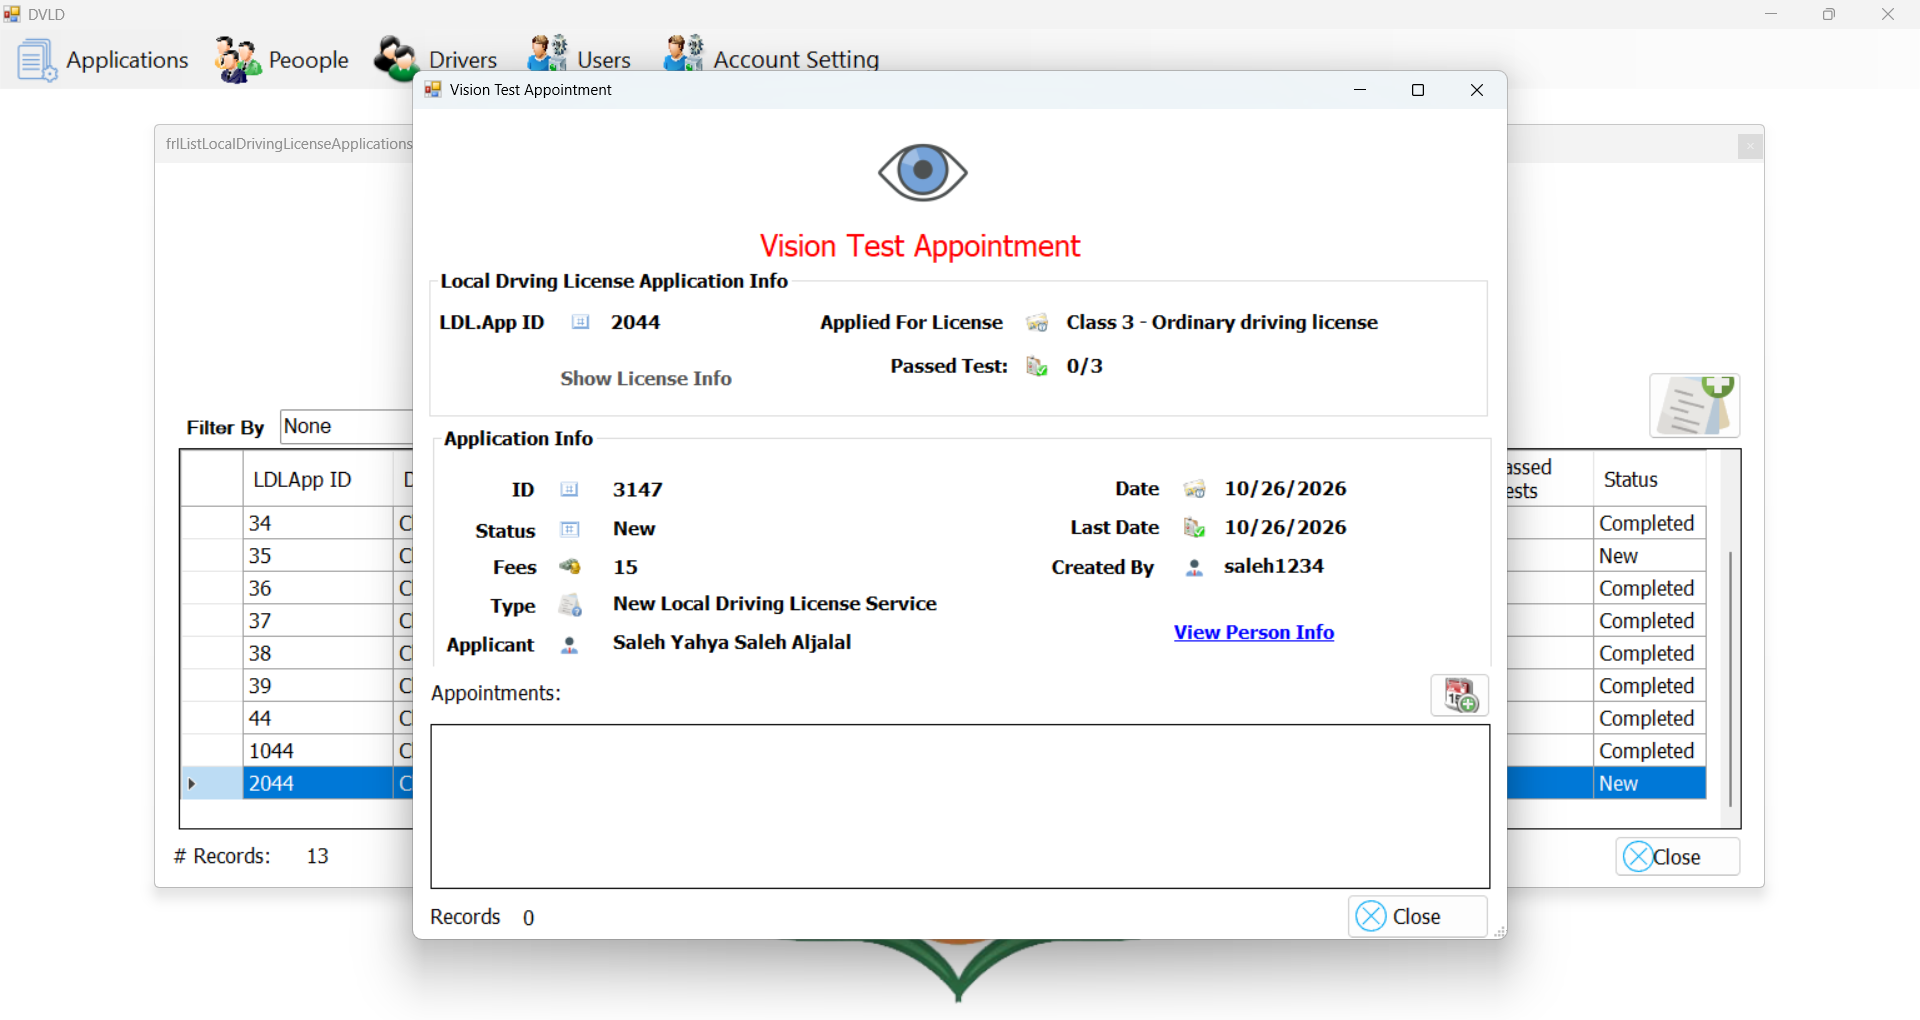 DVLD
Applications Peoople Drivers Users Account Setting
Vision Test Appointment
frlListLocalDrivingLicenseApplications
Vision Test Appointment
Local Drving License Application Info
LDL.App ID 2044 Applied For License Class 3 - Ordinary driving license
Passed Test: 0/3
Show License Info
Filter By None
Application Info
ID 3147 Date 10/26/2026
Status New Last Date 10/26/2026
Fees 15 Created By saleh1234
Type New Local Driving License Service
Applicant Saleh Yahya Saleh Aljalal View Person Info
Appointments:
Records 0 Close
LDLApp ID Status
34 Completed
35 New
36 Completed
37 Completed
38 Completed
39 Completed
44 Completed
1044 Completed
2044 New
# Records: 13 Close